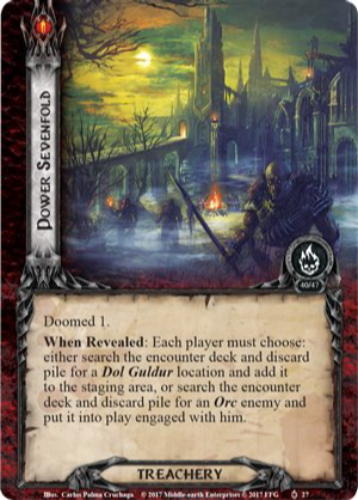 Power Sevenfold
40/47
Doomed 1.
When Revealed: Each player must choose:
either search the encounter deck and discard
pile for a Dol Guldur location and add it
to the staging area, or search the encounter
deck and discard pile for an Orc enemy and
put it into play engaged with him.
TREACHERY
Illus. Carlos Palma Cruchaga © 2017 Middle-earth Enterprises © 2017 FFG 27